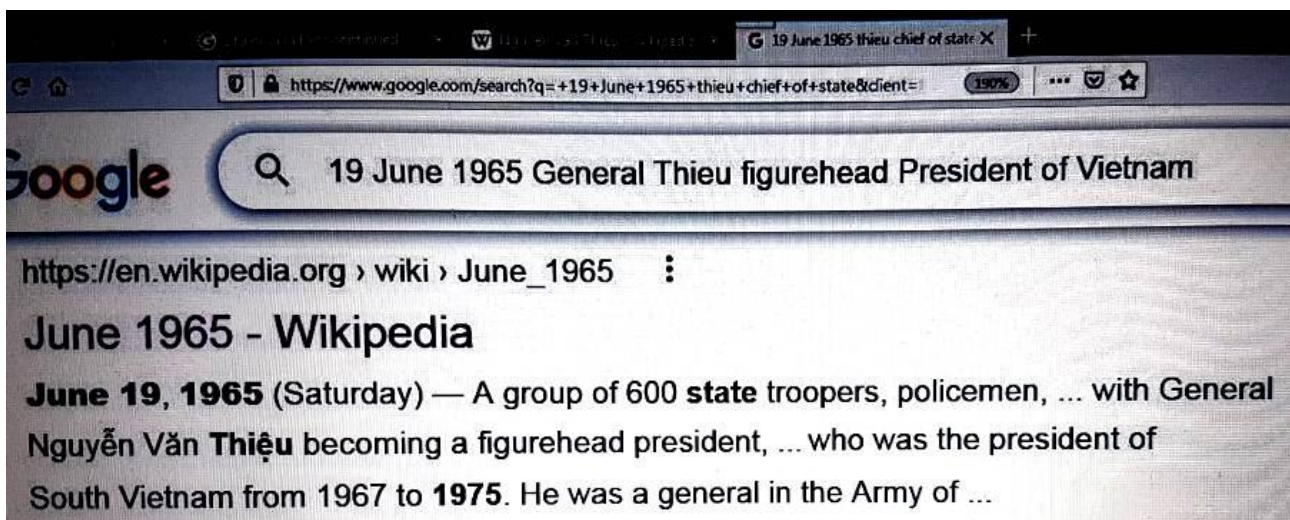 19 June 1965 thieu chief of state
https://www.google.com/search?q=+19+June+1965+thieu+chief+of+state&client= 190%
Google 19 June 1965 General Thieu figurehead President of Vietnam
https://en.wikipedia.org › wiki › June_1965
June 1965 - Wikipedia
June 19, 1965 (Saturday) — A group of 600 state troopers, policemen, ... with General
Nguyễn Văn Thiệu becoming a figurehead president, ... who was the president of
South Vietnam from 1967 to 1975. He was a general in the Army of ...